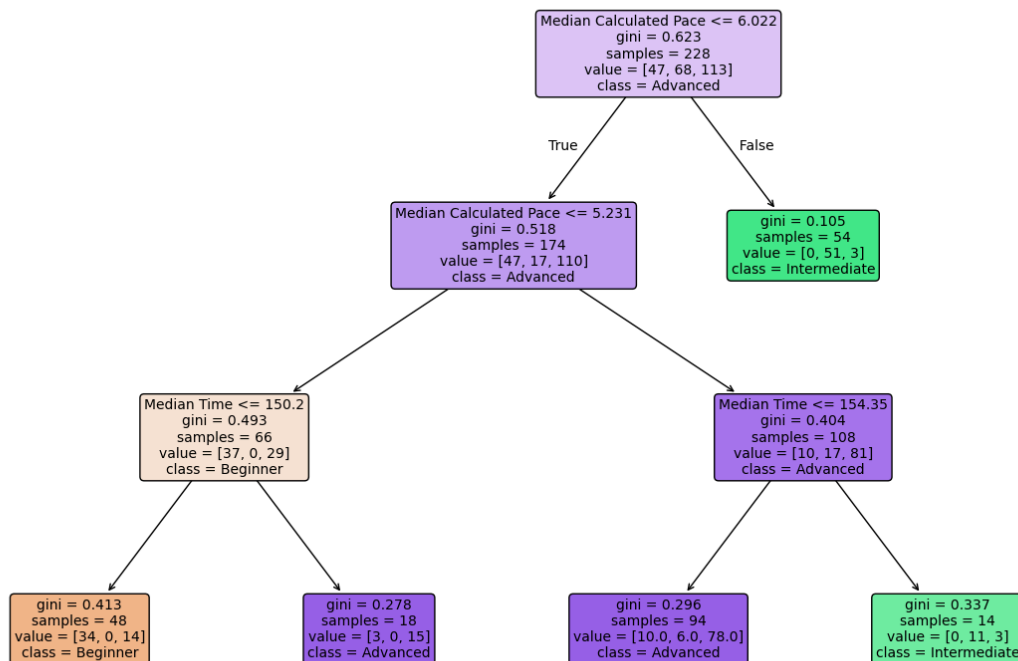 Median Calculated Pace <= 6.022
gini = 0.623
samples = 228
value = [47, 68, 113]
class = Advanced
True
False
Median Calculated Pace <= 5.231
gini = 0.518
samples = 174
value = [47, 17, 110]
class = Advanced
gini = 0.105
samples = 54
value = [0, 51, 3]
class = Intermediate
Median Time <= 150.2
gini = 0.493
samples = 66
value = [37, 0, 29]
class = Beginner
Median Time <= 154.35
gini = 0.404
samples = 108
value = [10, 17, 81]
class = Advanced
gini = 0.413
samples = 48
value = [34, 0, 14]
class = Beginner
gini = 0.278
samples = 18
value = [3, 0, 15]
class = Advanced
gini = 0.296
samples = 94
value = [10.0, 6.0, 78.0]
class = Advanced
gini = 0.337
samples = 14
value = [0, 11, 3]
class = Intermediate